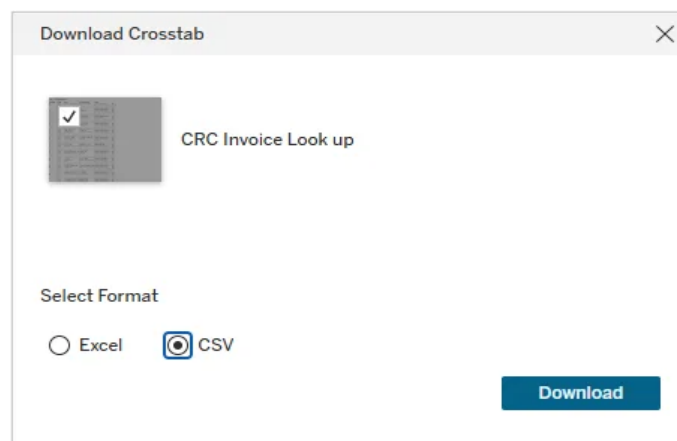 Download Crosstab
CRC Invoice Look up
Select Format
Excel CSV
Download